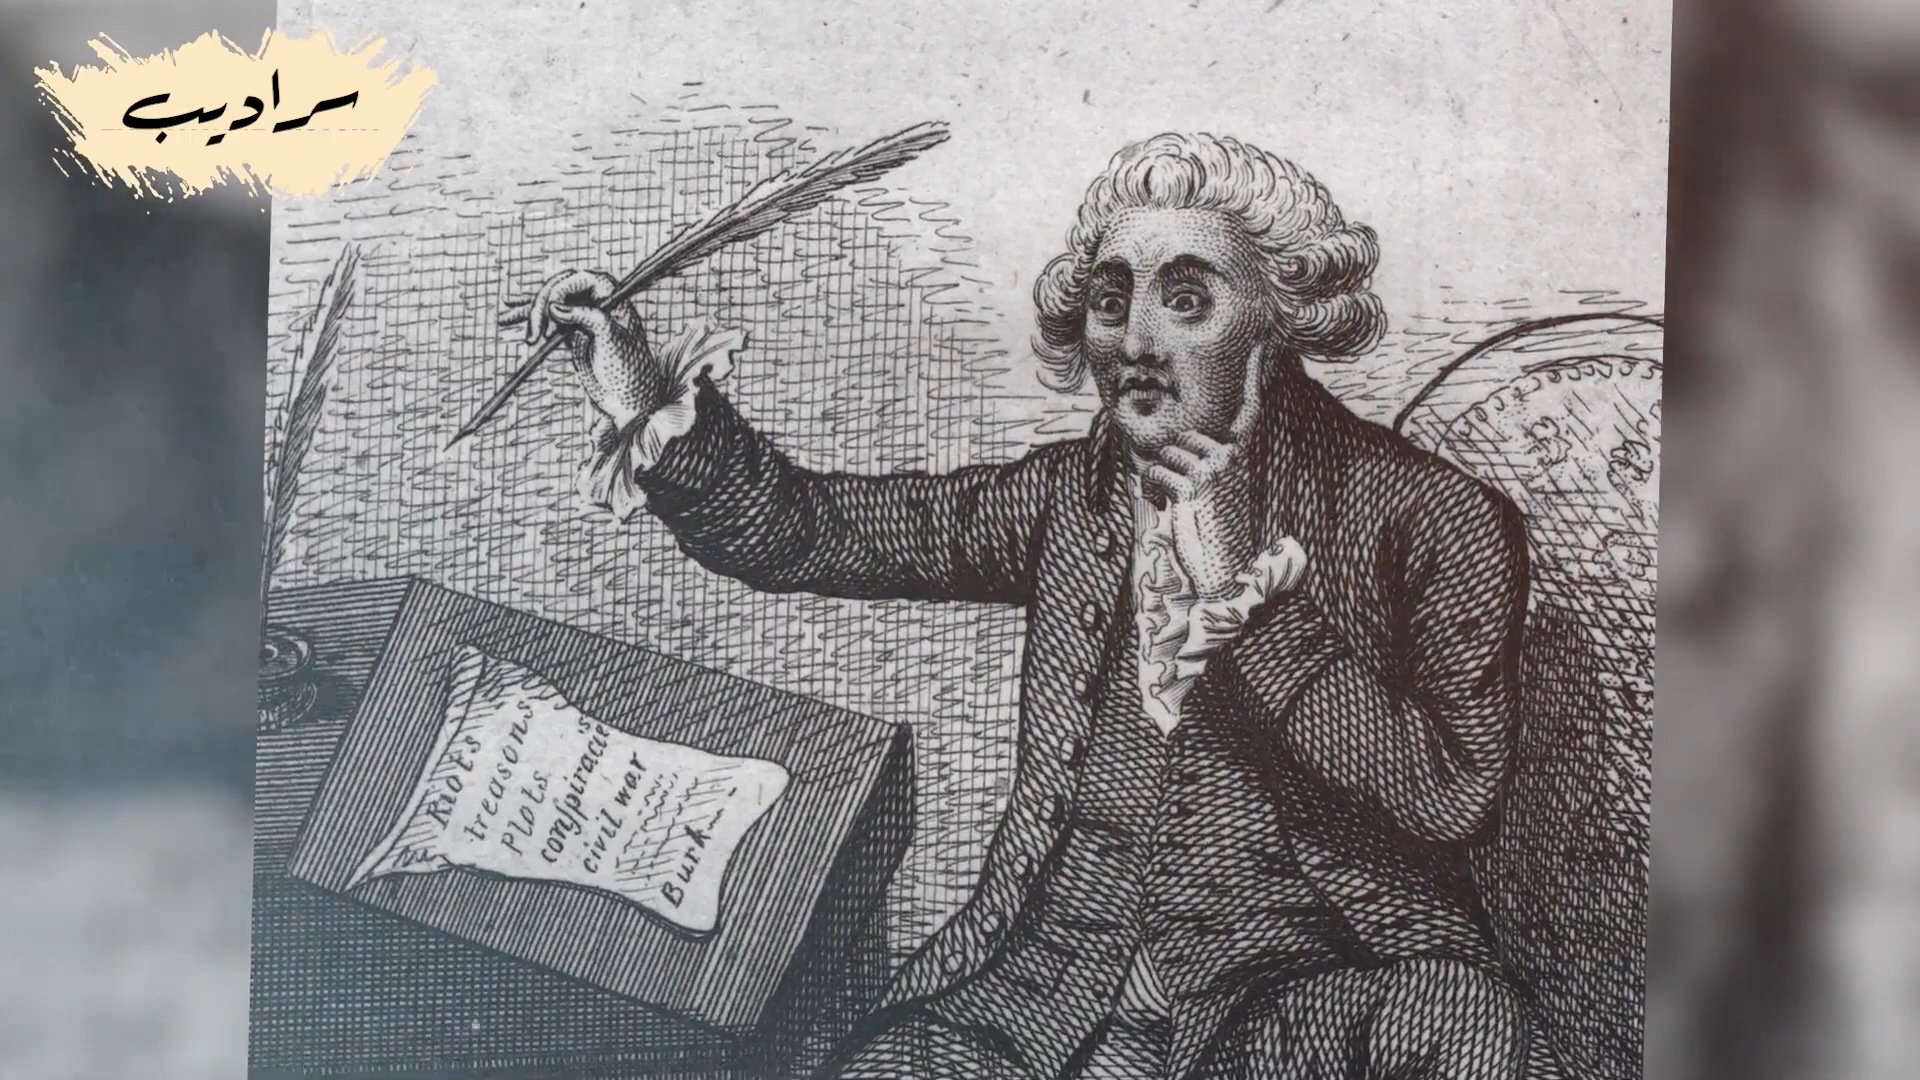 سراديب
Riots
treasons
Plots
conspiracies
civil war
Burk